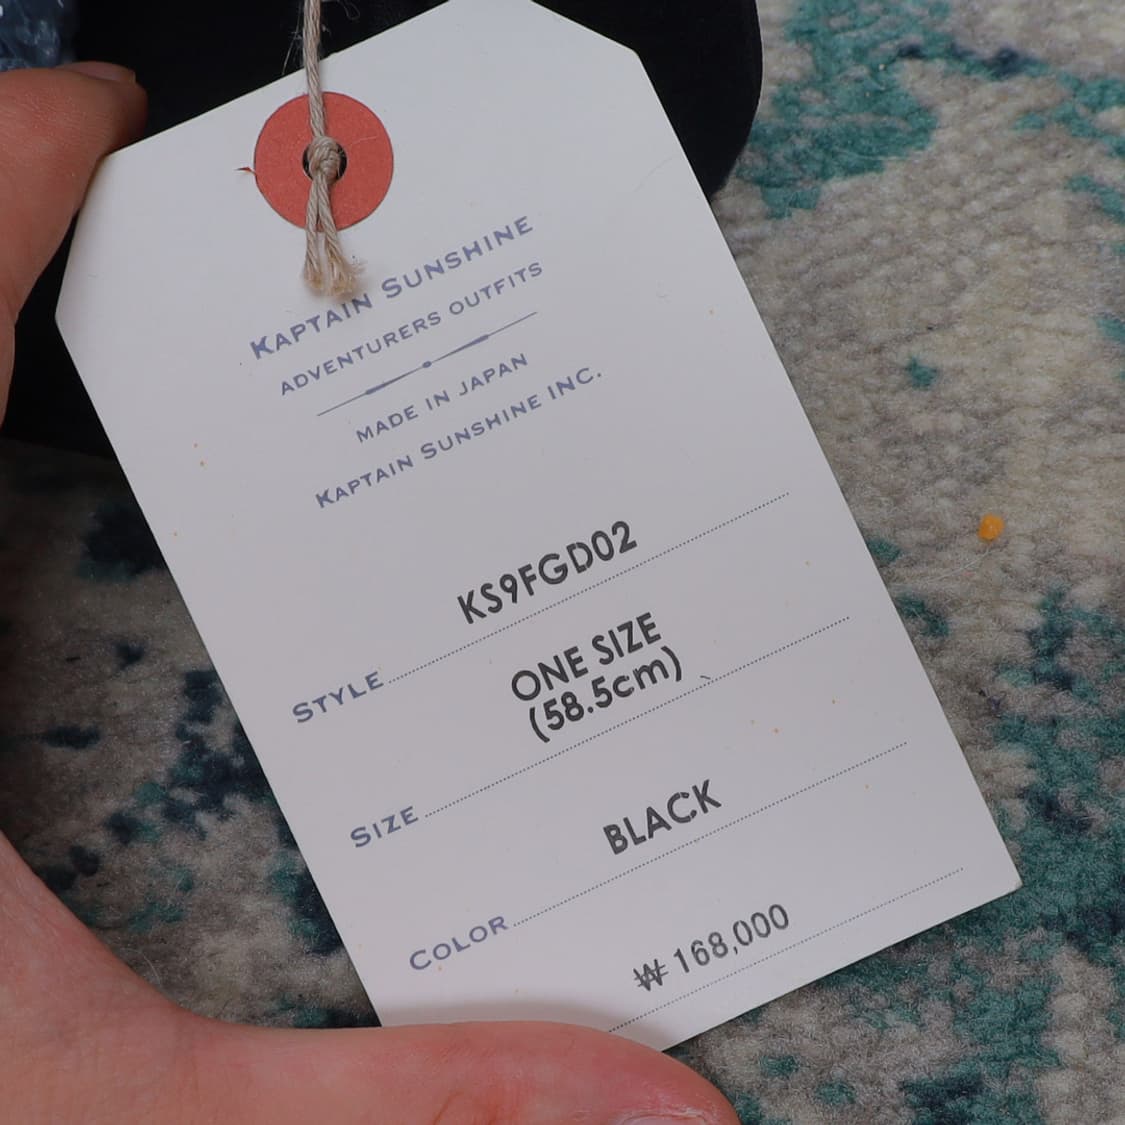 KAPTAIN SUNSHINE
ADVENTURERS OUTFITS
MADE IN JAPAN
KAPTAIN SUNSHINE INC.
STYLE KS9FGD02
SIZE ONE SIZE
(58.5cm)
COLOR BLACK
₩ 168,000